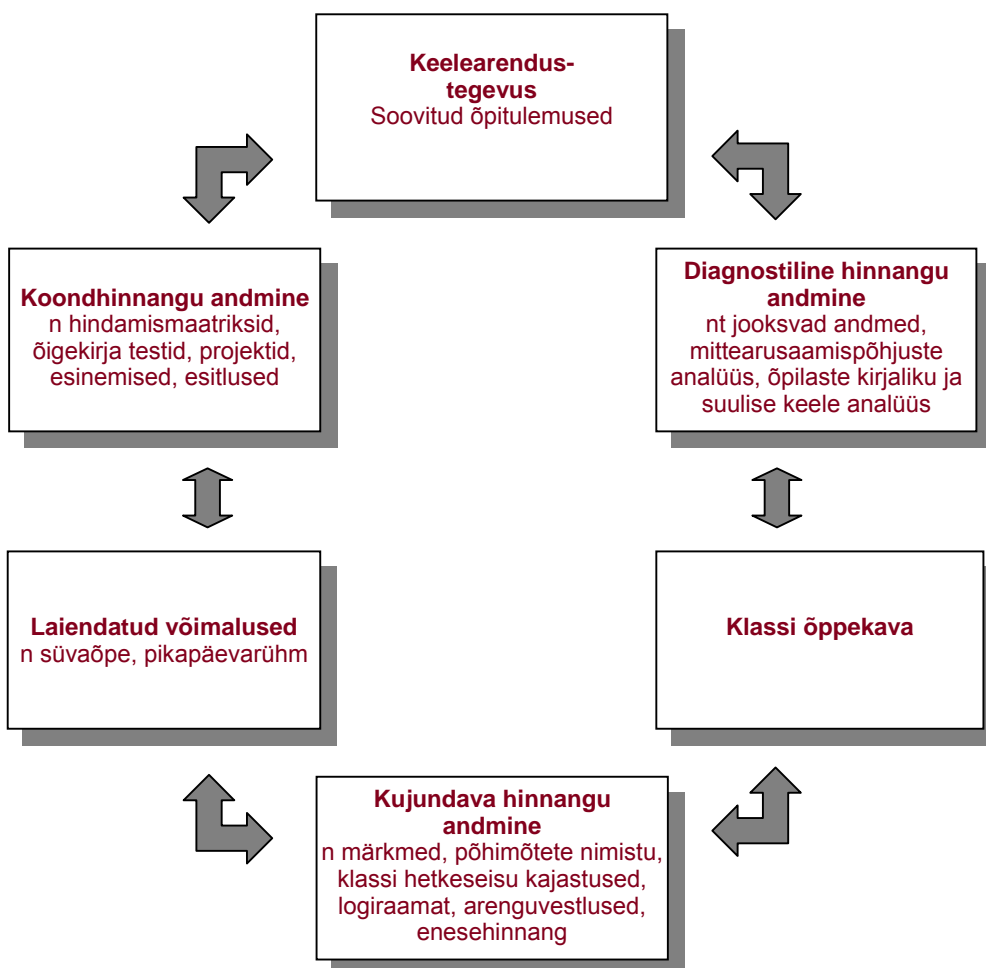 Keelearendus-
tegevus
Soovitud õpitulemused
Koondhinnangu andmine
n hindamismaatriksid,
õigekirja testid, projektid,
esinemised, esitlused
Diagnostiline hinnangu
andmine
nt jooksvad andmed,
mittearusaamispõhjuste
analüüs, õpilaste kirjaliku ja
suulise keele analüüs
Laiendatud võimalused
n süvaõpe, pikapäevarühm
Klassi õppekava
Kujundava hinnangu
andmine
n märkmed, põhimõtete nimistu,
klassi hetkeseisu kajastused,
logiraamat, arenguvestlused,
enesehinnang